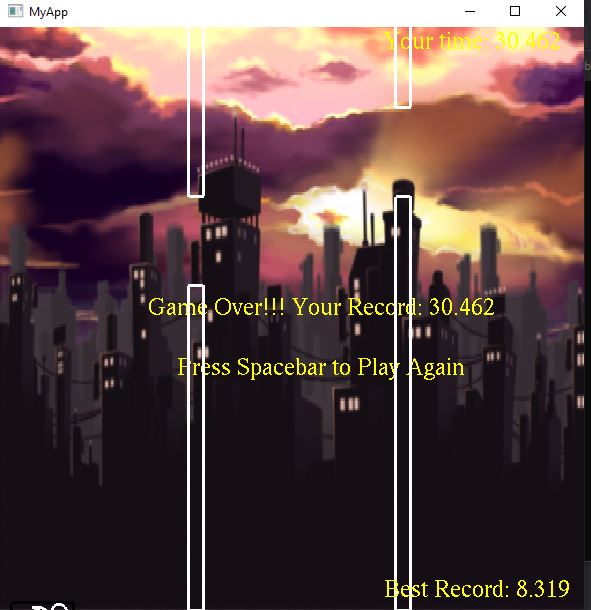 MyApp
Your time: 30.462
Game Over!!! Your Record: 30.462
Press Spacebar to Play Again
Best Record: 8.319